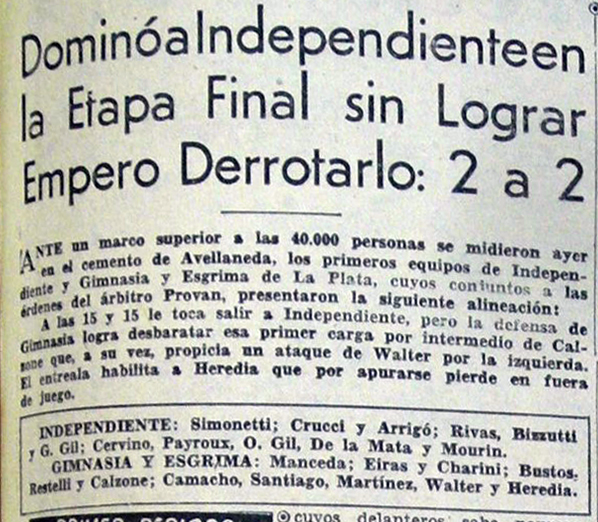 Dominó a Independiente en
la Etapa Final sin Lograr
Empero Derrotarlo: 2 a 2
ANTE un marco superior a las 40.000 personas se midieron ayer
en el cemento de Avellaneda, los primeros equipos de Indepen-
diente y Gimnasia y Esgrima de La Plata, cuyos conjuntos a las
órdenes del árbitro Provan, presentaron la siguiente alineación:
A las 15 y 15 le toca salir a Independiente, pero la defensa de
Gimnasia logra desbaratar esa primer carga por intermedio de Cal-
zone que, a su vez, propicia un ataque de Walter por la izquierda.
El entreala habilita a Heredia que por apurarse pierde en fuera
de juego.
INDEPENDIENTE: Simonetti; Crucci y Arrigó; Rivas, Bizzutti
y G. Gil; Cervino, Payroux, O. Gil, De la Mata y Mourin.
GIMNASIA Y ESGRIMA: Manceda; Eiras y Charini; Bustos,
Restelli y Calzone; Camacho, Santiago, Martínez, Walter y Heredia.
cuyos delanteros